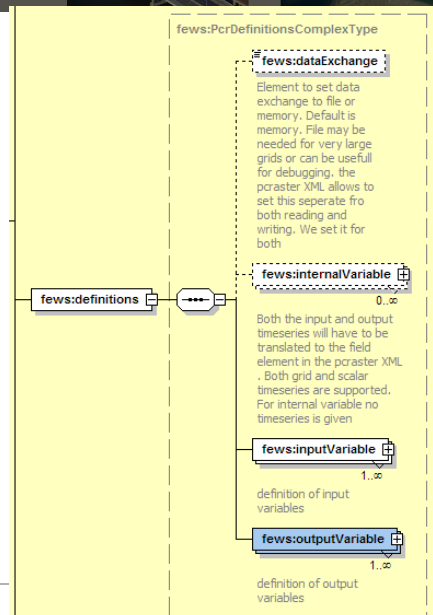 fews:PcrDefinitionsComplexType
fews:dataExchange
Element to set data
exchange to file or
memory. Default is
memory. File may be
needed for very large
grids or can be usefull
for debugging. the
pcraster XML allows to
set this seperate fro
both reading and
writing. We set it for
both
fews:internalVariable
0..∞
Both the input and output
timeseries will have to be
translated to the field
element in the pcraster XML
. Both grid and scalar
timeseries are supported.
For internal variable no
timeseries is given
fews:definitions
fews:inputVariable
1..∞
definition of input
variables
fews:outputVariable
1..∞
definition of output
variables